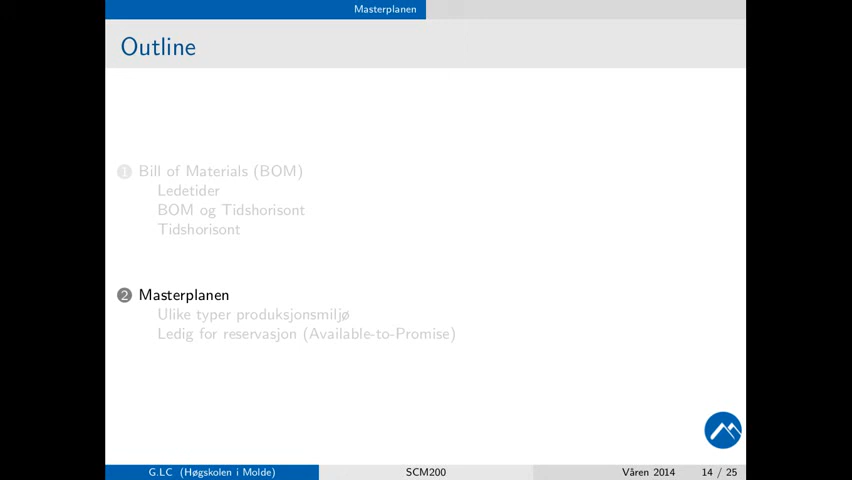 Masterplanen
Outline
1 Bill of Materials (BOM)
Ledetider
BOM og Tidshorisont
Tidshorisont
2 Masterplanen
Ulike typer produksjonsmiljø
Ledig for reservasjon (Available-to-Promise)
G.LC (Høgskolen i Molde) SCM200 Våren 2014 14 / 25